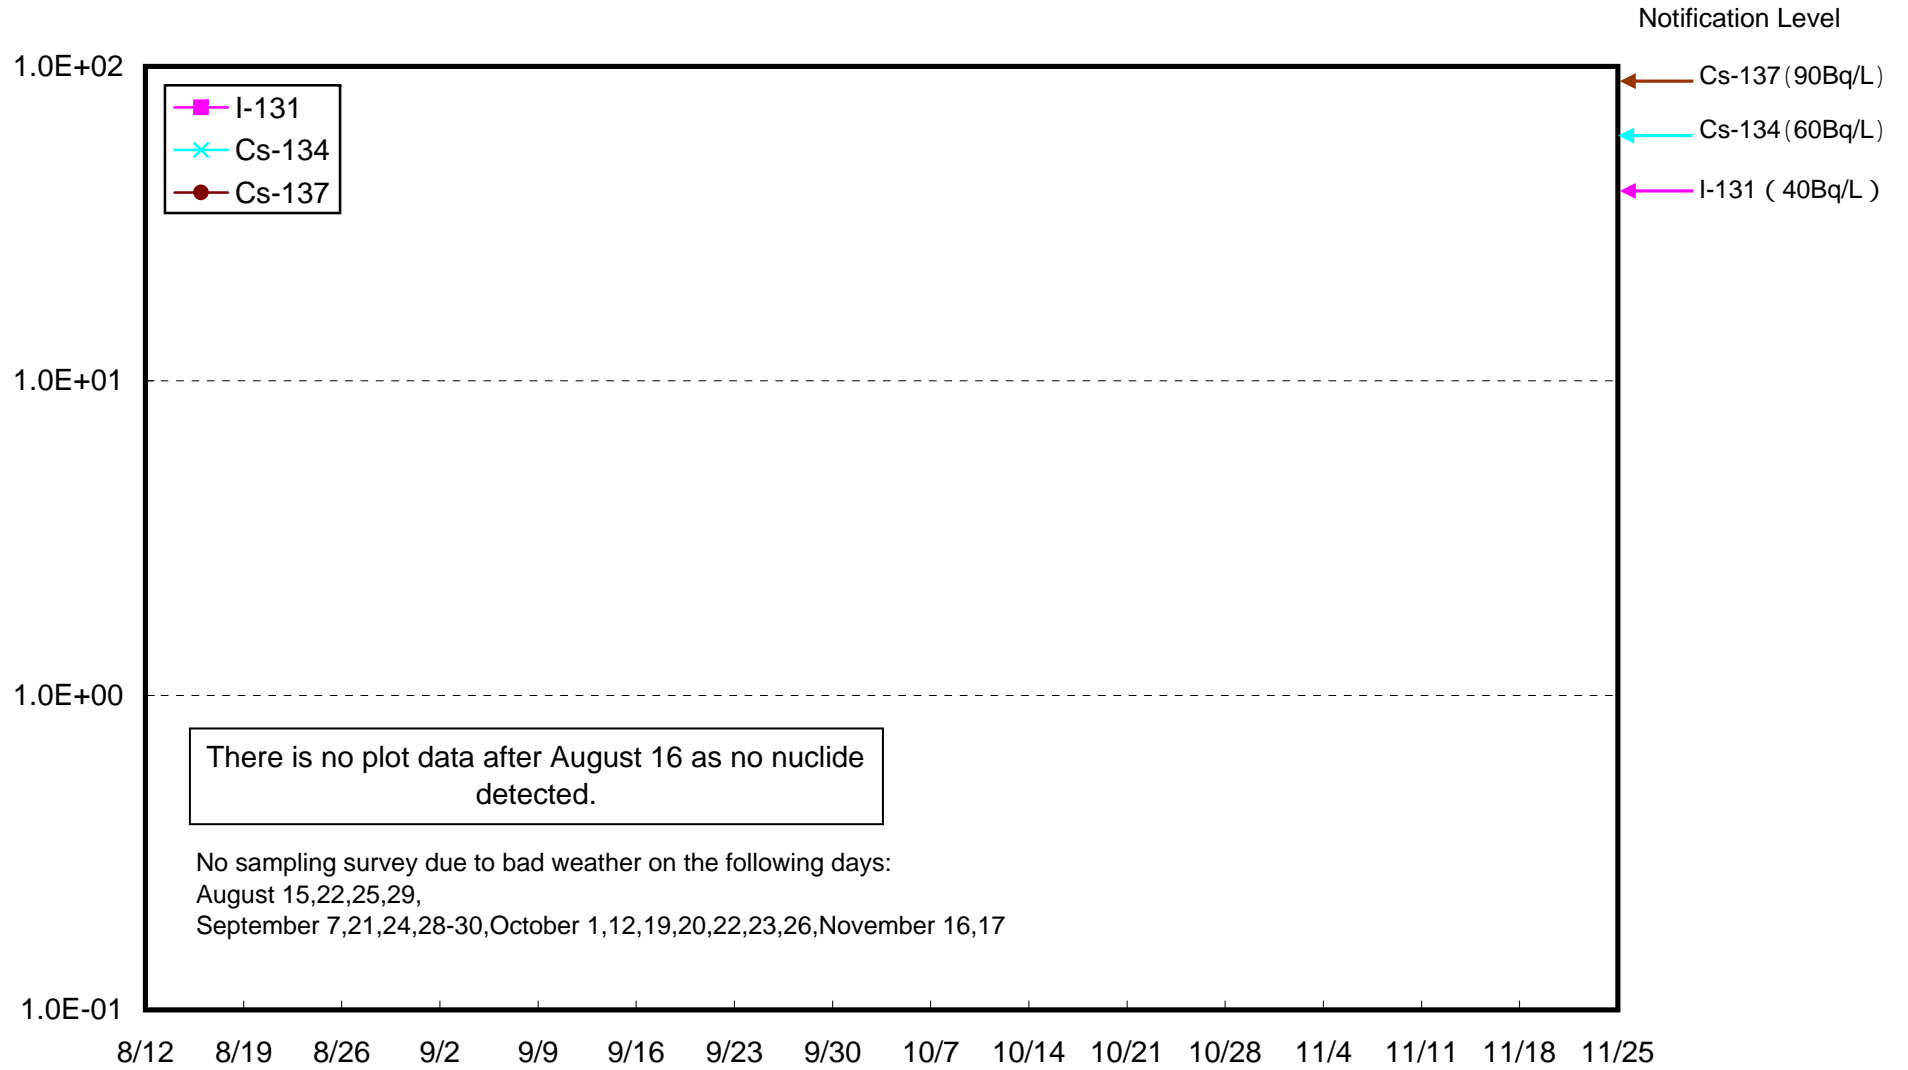 Notification Level
1.0E+02
Cs-137(90Bq/L)
I-131
Cs-134
Cs-137
Cs-134(60Bq/L)
I-131 ( 40Bq/L )
1.0E+01
1.0E+00
There is no plot data after August 16 as no nuclide
detected.
No sampling survey due to bad weather on the following days:
August 15,22,25,29,
September 7,21,24,28-30,October 1,12,19,20,22,23,26,November 16,17
1.0E-01
8/12 8/19 8/26 9/2 9/9 9/16 9/23 9/30 10/7 10/14 10/21 10/28 11/4 11/11 11/18 11/25